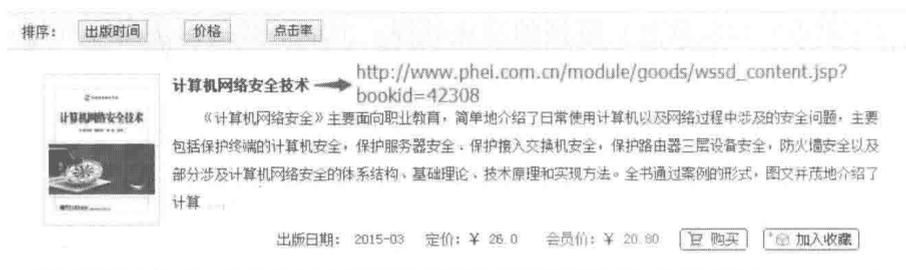 排序： 出版时间 价格 点击率
计算机网络安全技术
http://www.phei.com.cn/module/goods/wssd_content.jsp?
bookid=42308
计算机网络安全技术
《计算机网络安全》主要面向职业教育，简单地介绍了日常使用计算机以及网络过程中涉及的安全问题，主要
包括保护终端的计算机安全，保护服务器安全、保护接入交换机安全，保护路由器三层设备安全，防火墙安全以及
部分涉及计算机网络安全的体系结构、基础理论、技术原理和实现方法。全书通过案例的形式，图文并茂地介绍了
计算 ....
出版日期： 2015-03 定价：￥ 26.0 会员价：￥ 20.80 购买 加入收藏